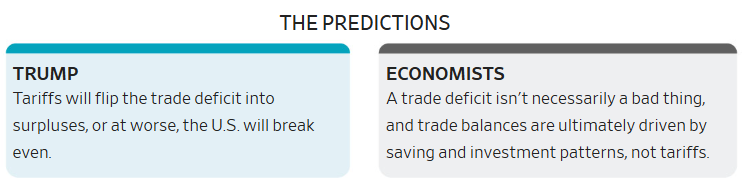 THE PREDICTIONS
TRUMP
Tariffs will flip the trade deficit into
surpluses, or at worse, the U.S. will break
even.
ECONOMISTS
A trade deficit isn’t necessarily a bad thing,
and trade balances are ultimately driven by
saving and investment patterns, not tariffs.